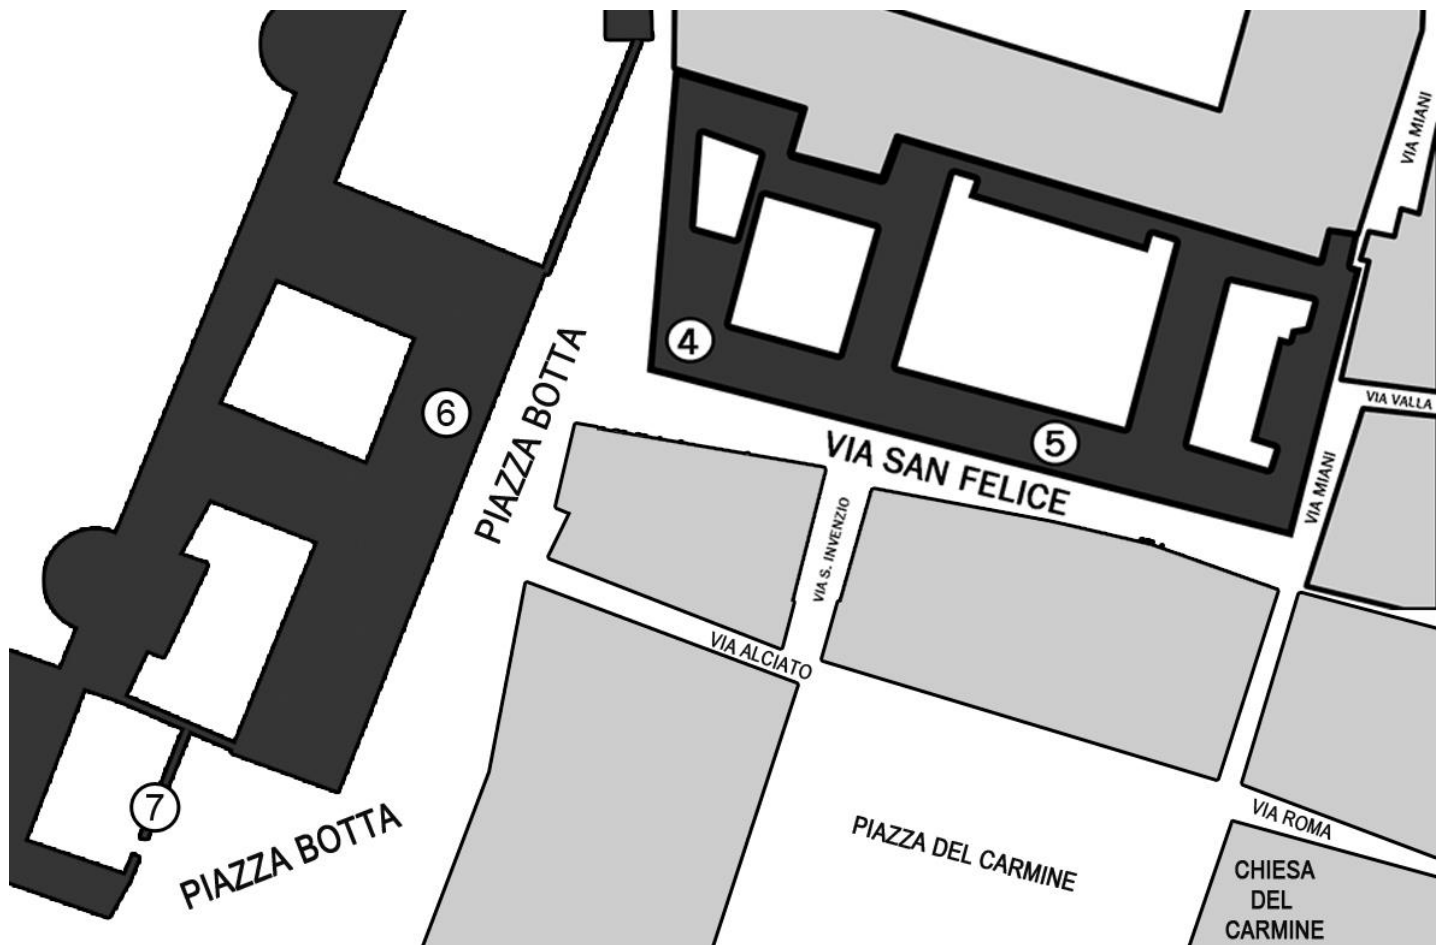 VIA MIANI
4
PIAZZA BOTTA
VIA VALLA
6
5
VIA SAN FELICE
VIA MIANI
VIA S. INVENZIO
VIA ALCIATO
7
PIAZZA BOTTA
VIA ROMA
PIAZZA DEL CARMINE
CHIESA
DEL
CARMINE